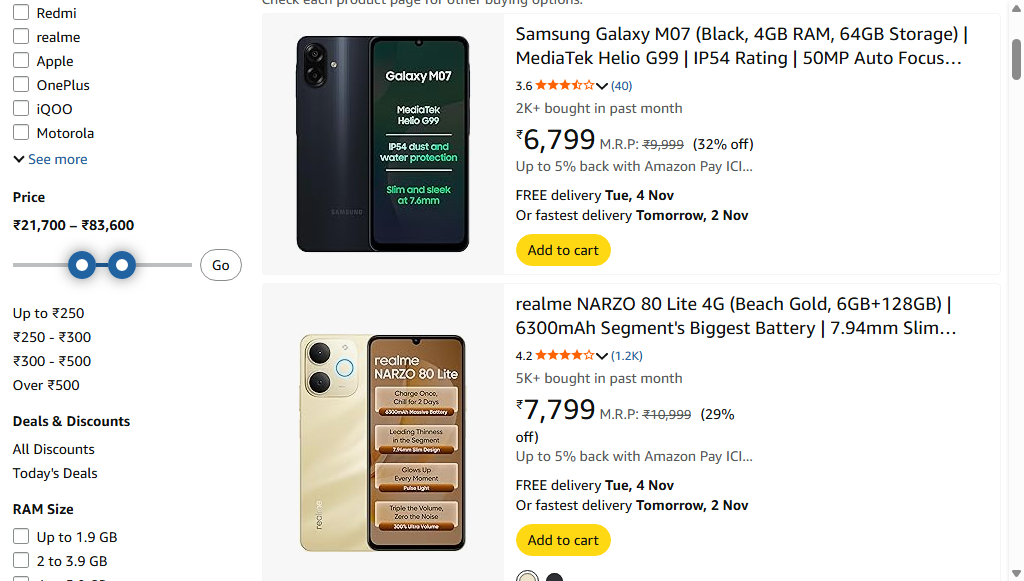 Check each product page for other buying options.
Redmi
realme
Apple
OnePlus
iQOO
Motorola
See more
Price
₹21,700 – ₹83,600
Go
Up to ₹250
₹250 - ₹300
₹300 - ₹500
Over ₹500
Deals & Discounts
All Discounts
Today's Deals
RAM Size
Up to 1.9 GB
2 to 3.9 GB
Galaxy M07
MediaTek
Helio G99
IP54 dust and
water protection
Slim and sleek
at 7.6mm
SAMSUNG
Samsung Galaxy M07 (Black, 4GB RAM, 64GB Storage) |
MediaTek Helio G99 | IP54 Rating | 50MP Auto Focus…
3.6 (40)
2K+ bought in past month
₹6,799 M.R.P: ₹9,999 (32% off)
Up to 5% back with Amazon Pay ICI…
FREE delivery Tue, 4 Nov
Or fastest delivery Tomorrow, 2 Nov
Add to cart
realme
NARZO 80 Lite
Charge Once,
Chill for 2 Days
6300mAh Massive Battery
Leading Thinness
in the Segment
7.94mm Slim Design
Glows Up
Every Moment
Pulse Light
Triple the Volume,
Zero the Noise
300% Ultra Volume
realme
realme NARZO 80 Lite 4G (Beach Gold, 6GB+128GB) |
6300mAh Segment's Biggest Battery | 7.94mm Slim…
4.2 (1.2K)
5K+ bought in past month
₹7,799 M.R.P: ₹10,999 (29%
off)
Up to 5% back with Amazon Pay ICI…
FREE delivery Tue, 4 Nov
Or fastest delivery Tomorrow, 2 Nov
Add to cart